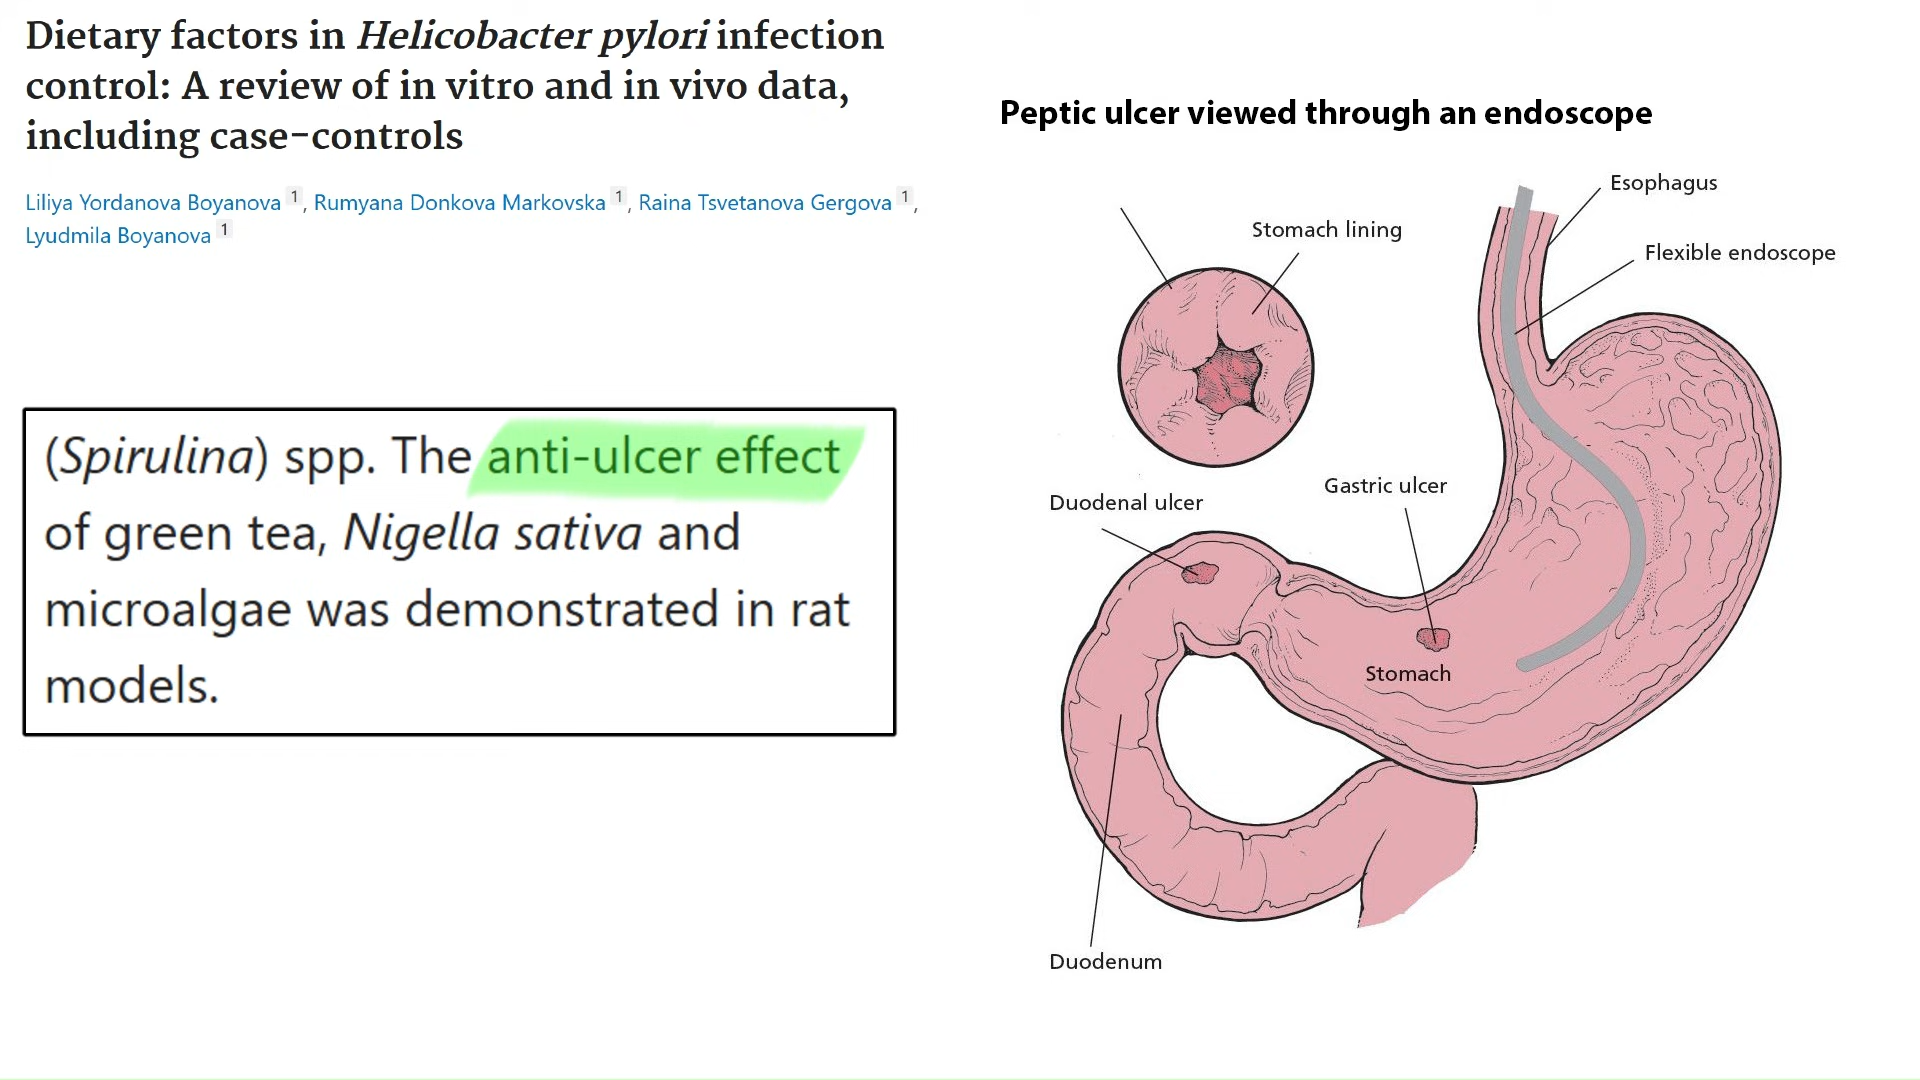 Dietary factors in Helicobacter pylori infection
control: A review of in vitro and in vivo data,
including case-controls
Liliya Yordanova Boyanova 1, Rumyana Donkova Markovska 1, Raina Tsvetanova Gergova 1,
Lyudmila Boyanova 1
(Spirulina) spp. The anti-ulcer effect
of green tea, Nigella sativa and
microalgae was demonstrated in rat
models.
Peptic ulcer viewed through an endoscope
Esophagus
Stomach lining
Flexible endoscope
Gastric ulcer
Duodenal ulcer
Stomach
Duodenum